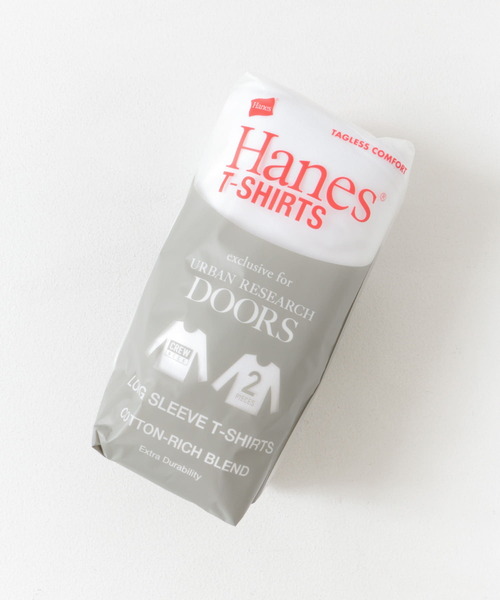 Hanes
TAGLESS COMFORT
Hanes®
T-SHIRTS
exclusive for
URBAN RESEARCH
DOORS
CREW
2
PIECES
LONG SLEEVE T-SHIRTS
COTTON-RICH BLEND
Extra Durability